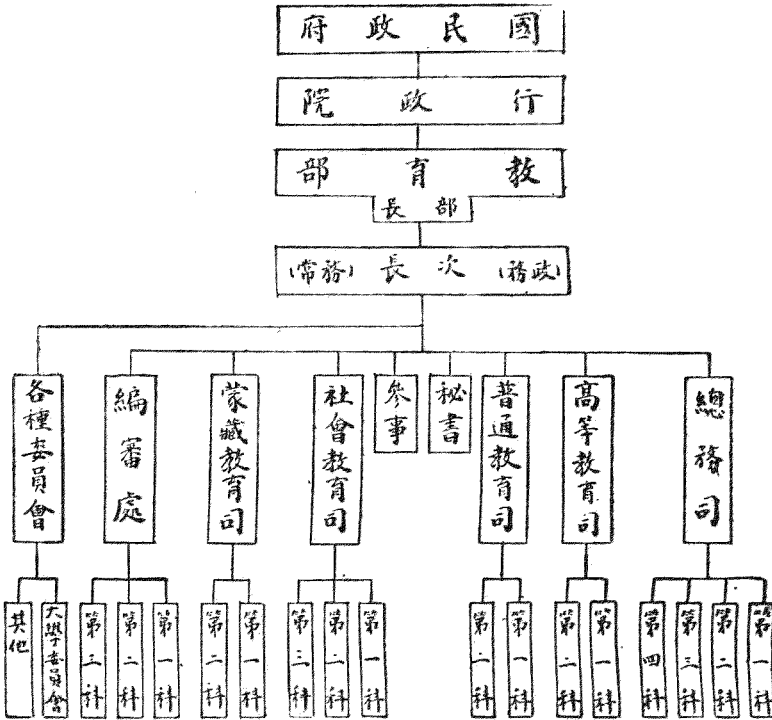 國民政府
行政院
教育部
部長
(政務) 次長 (常務)
總務司
高等教育司
普通教育司
秘書
參事
社會教育司
蒙藏教育司
編審處
各種委員會
第一科
第二科
第三科
第四科
第一科
第二科
第一科
第二科
第一科
第二科
第三科
第一科
第二科
第一科
第二科
第三科
大學委員會
其他